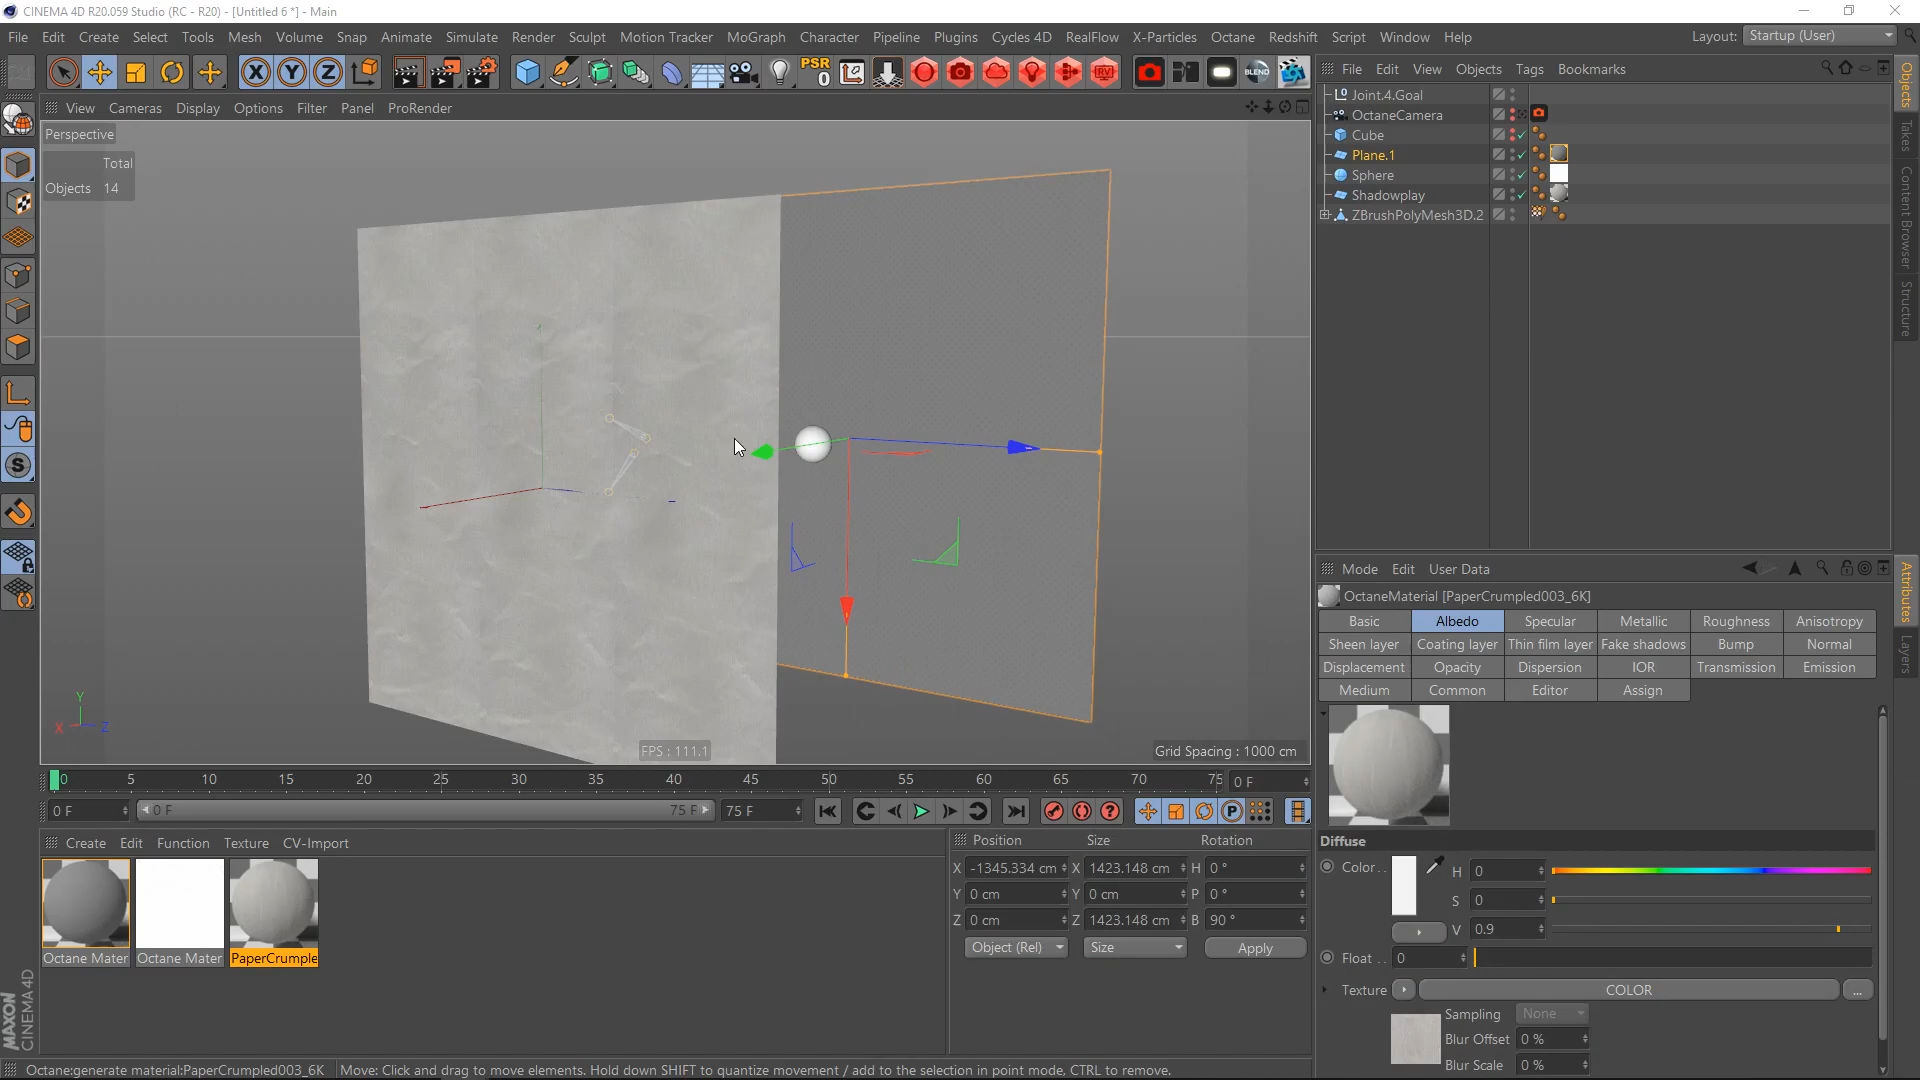 CINEMA 4D R20.059 Studio (RC - R20) - [Untitled 6 *] - Main
File Edit Create Select Tools Mesh Volume Snap Animate Simulate Render Sculpt Motion Tracker MoGraph Character Pipeline Plugins Cycles 4D RealFlow X-Particles Octane Redshift Script Window Help Layout: Startup (User)
X Y Z PSR 0 RV BLEND
View Cameras Display Options Filter Panel ProRender
Perspective
Total
Objects 14
FPS : 111.1
Grid Spacing : 1000 cm
Y
X Z
0 5 10 15 20 25 30 35 40 45 50 55 60 65 70 75 0 F
0 F 0 F 75 F 75 F
Create Edit Function Texture CV-Import
Octane Mater Octane Mater PaperCrumple
MAXON
CINEMA 4D
Position Size Rotation
X -1345.334 cm X 1423.148 cm H 0 °
Y 0 cm Y 0 cm P 0 °
Z 0 cm Z 1423.148 cm B 90 °
Object (Rel) Size Apply
File Edit View Objects Tags Bookmarks
Joint.4.Goal
OctaneCamera
Cube
Plane.1
Sphere
Shadowplay
ZBrushPolyMesh3D.2
Objects
Takes
Content Browser
Structure
Mode Edit User Data
OctaneMaterial [PaperCrumpled003_6K]
Basic Albedo Specular Metallic Roughness Anisotropy
Sheen layer Coating layer Thin film layer Fake shadows Bump Normal
Displacement Opacity Dispersion IOR Transmission Emission
Medium Common Editor Assign
Attributes
Layers
Diffuse
Color . . H 0
S 0
V 0.9
Float . . 0
Texture COLOR ...
Sampling None
Blur Offset 0 %
Blur Scale 0 %
Octane:generate material:PaperCrumpled003_6K Move: Click and drag to move elements. Hold down SHIFT to quantize movement / add to the selection in point mode, CTRL to remove.